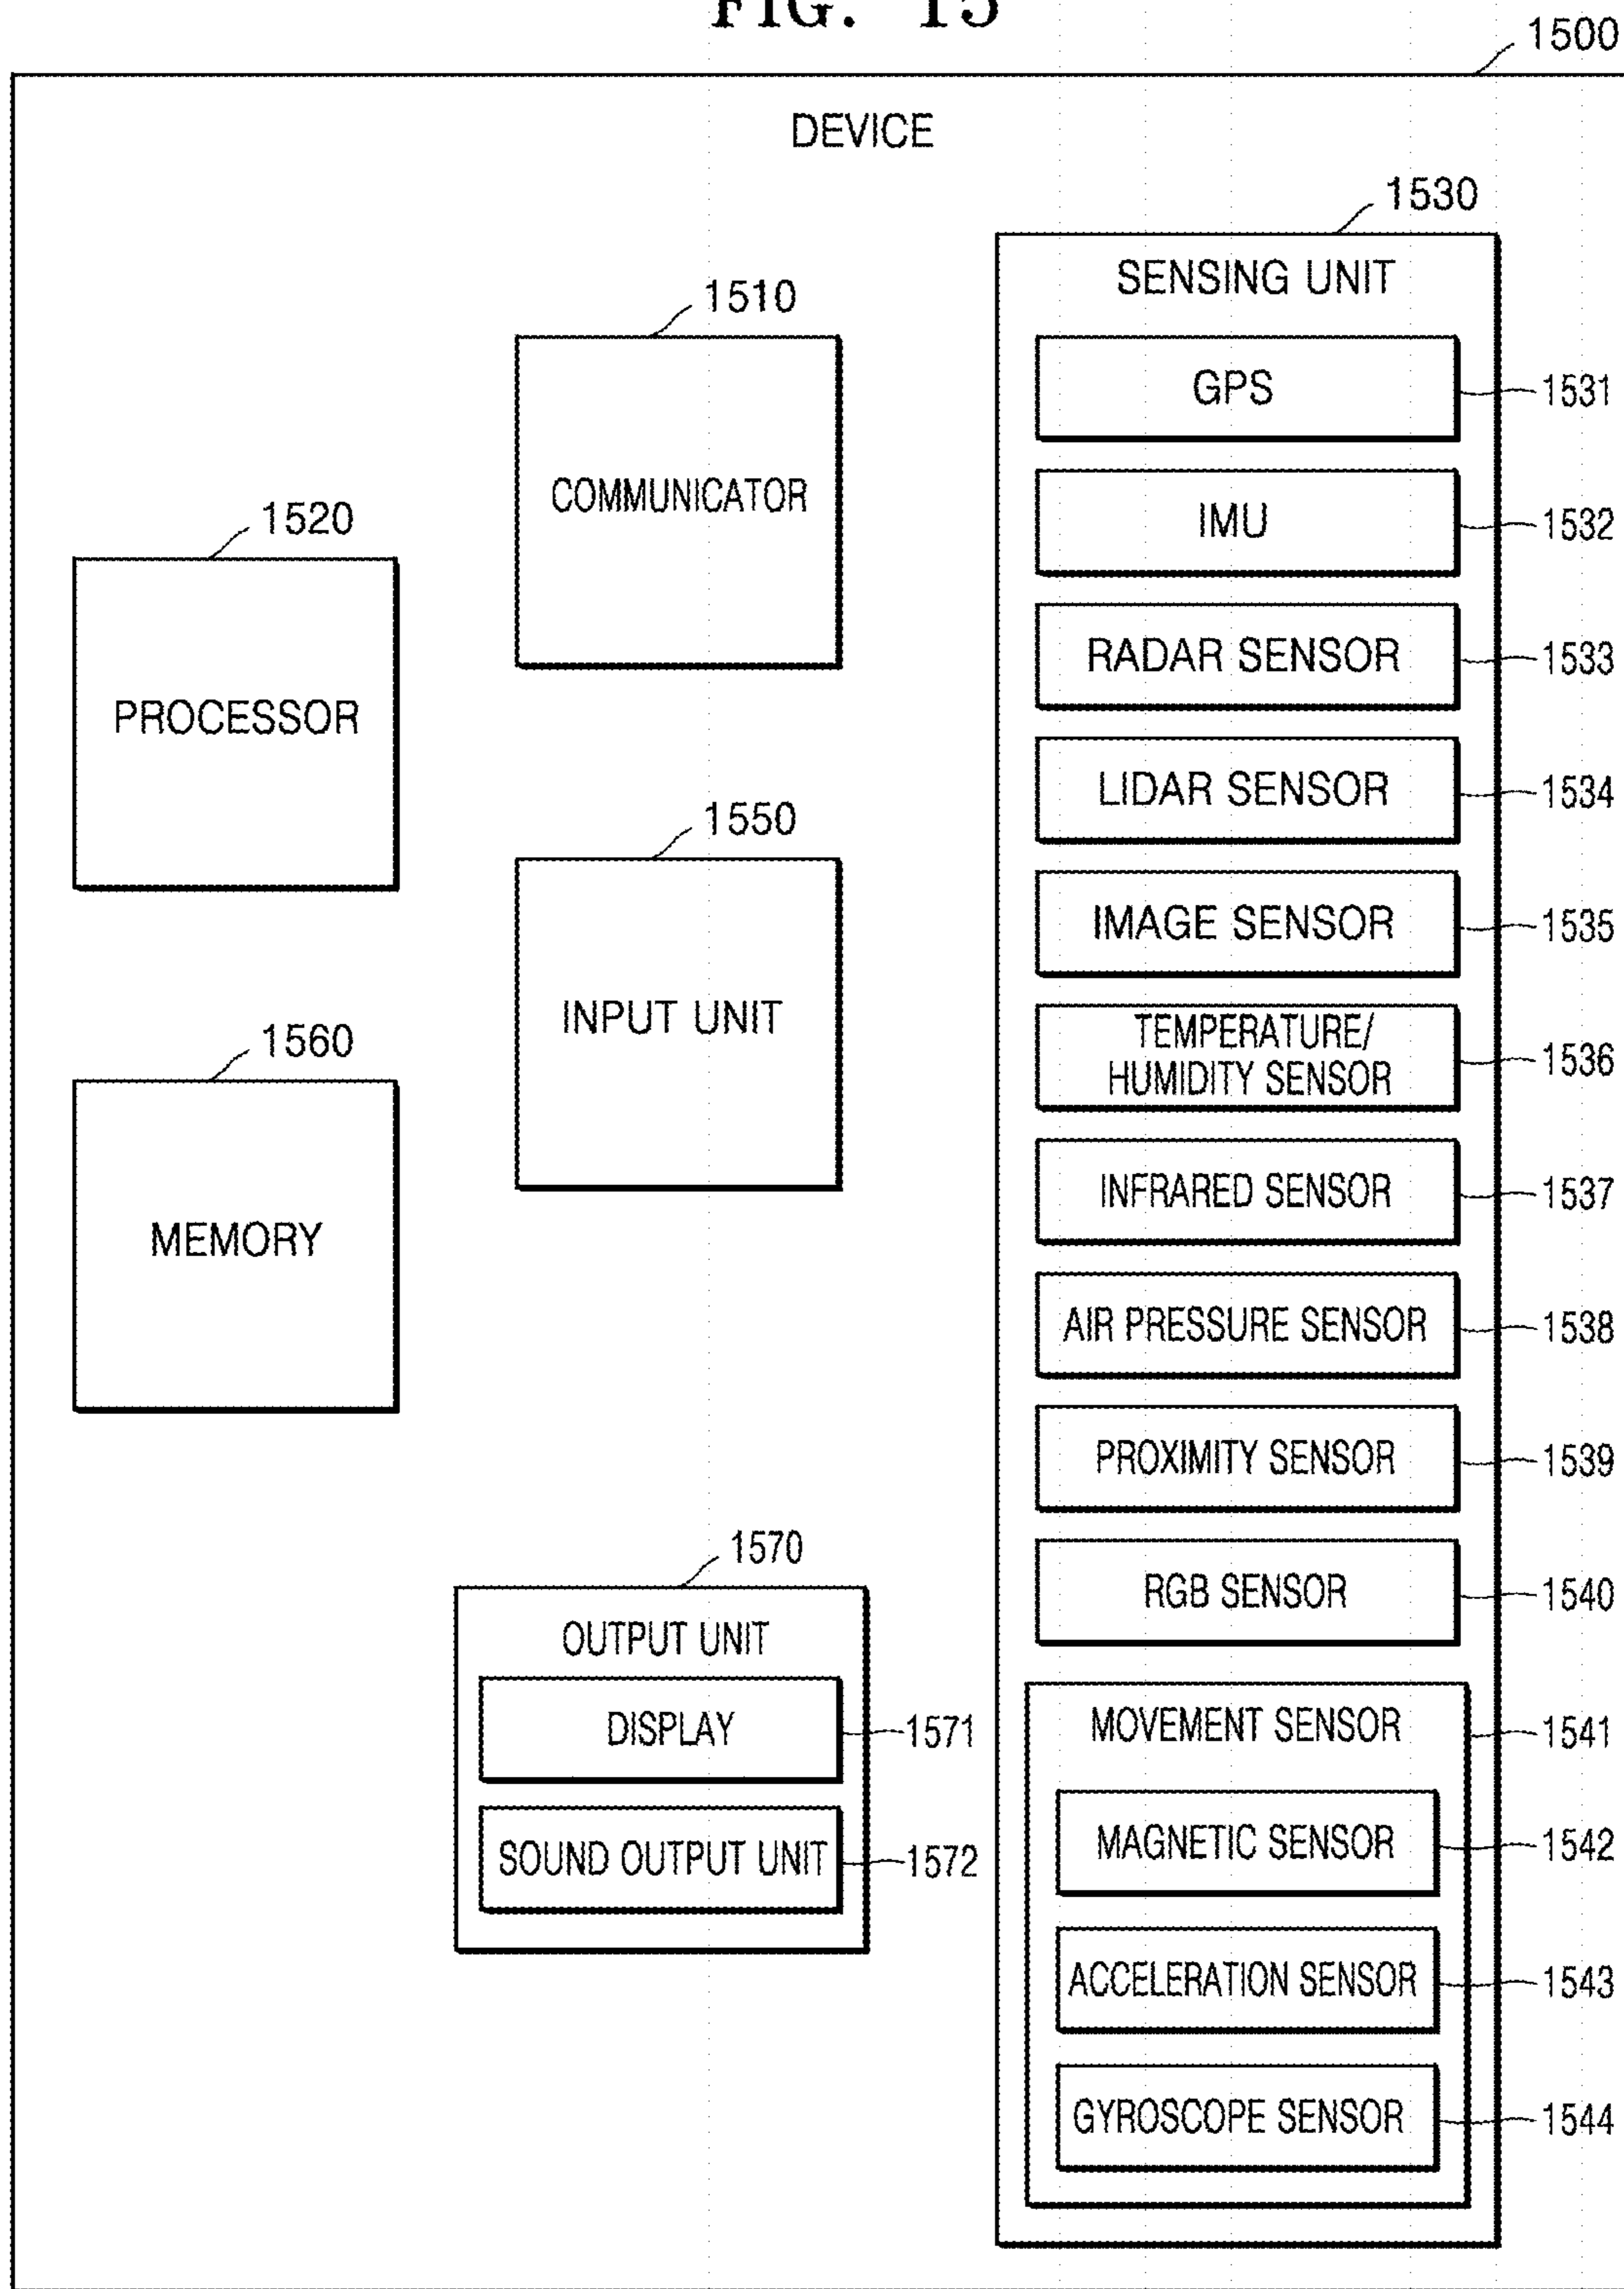 FIG. 15
1500
DEVICE
1530
SENSING UNIT
1510
COMMUNICATOR
GPS
1531
IMU
1532
1520
PROCESSOR
RADAR SENSOR
1533
LIDAR SENSOR
1534
1550
INPUT UNIT
IMAGE SENSOR
1535
TEMPERATURE/
HUMIDITY SENSOR
1536
1560
MEMORY
INFRARED SENSOR
1537
AIR PRESSURE SENSOR
1538
PROXIMITY SENSOR
1539
RGB SENSOR
1540
1570
OUTPUT UNIT
DISPLAY
1571
SOUND OUTPUT UNIT
1572
MOVEMENT SENSOR
1541
MAGNETIC SENSOR
1542
ACCELERATION SENSOR
1543
GYROSCOPE SENSOR
1544